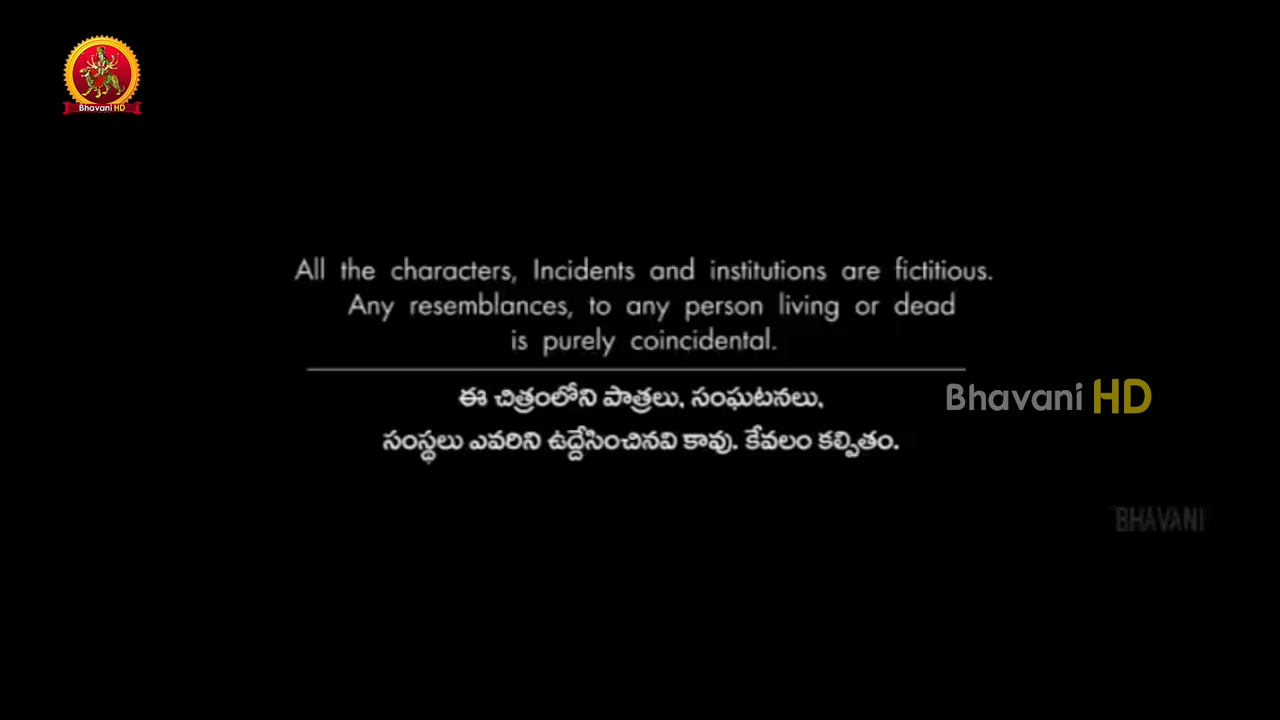 Bhavani HD
All the characters, Incidents and institutions are fictitious.
Any resemblances, to any person living or dead
is purely coincidental.
ఈ చిత్రంలోని పాత్రలు, సంఘటనలు,
Bhavani HD
సంస్థలు ఎవరిని ఉద్దేసించినవి కావు. కేవలం కల్పితం.
BHAVANI